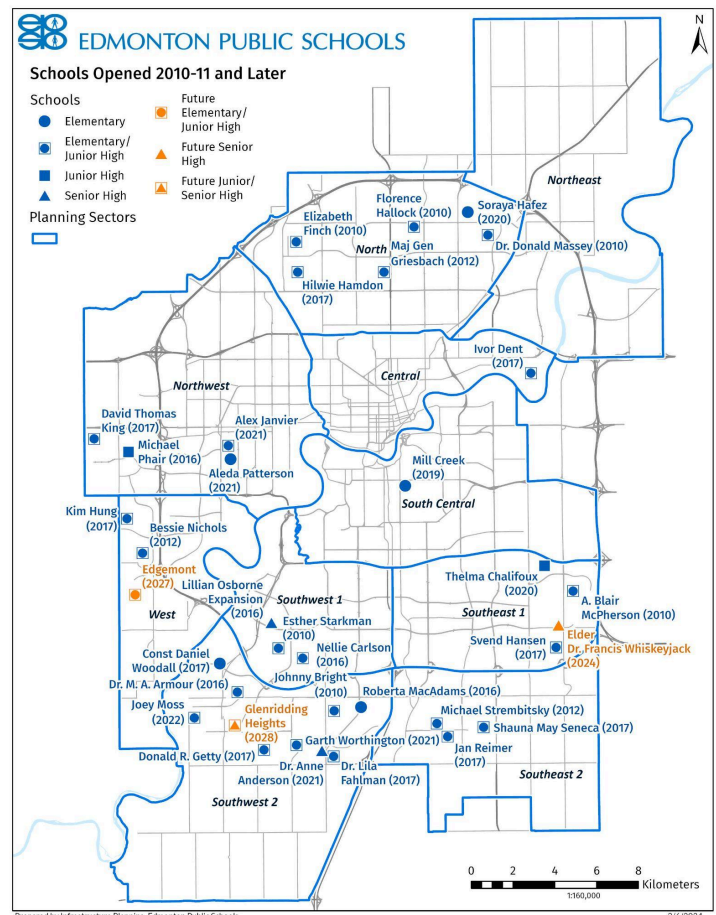 EDMONTON PUBLIC SCHOOLS
N
Schools Opened 2010-11 and Later
Schools
Elementary
Elementary/
Junior High
Junior High
Senior High
Future
Elementary/
Junior High
Future Senior
High
Future Junior/
Senior High
Planning Sectors
Northeast
Florence
Hallock (2010)
Soraya Hafez
(2020)
Elizabeth
Finch (2010)
Dr. Donald Massey (2010)
North
Maj Gen
Griesbach (2012)
Hilwie Hamdon
(2017)
Ivor Dent
(2017)
Central
Northwest
David Thomas
King (2017)
Alex Janvier
(2021)
Michael
Phair (2016)
Aleda Patterson
(2021)
Mill Creek
(2019)
South Central
Kim Hung
(2017)
Bessie Nichols
(2012)
Edgemont
(2027)
Lillian Osborne
Expansion
(2016)
Southwest 1
Thelma Chalifoux
(2020)
A. Blair
McPherson (2010)
West
Esther Starkman
(2010)
Southeast 1
Svend Hansen
(2017)
Elder
Dr. Francis Whiskeyjack
(2024)
Nellie Carlson
(2016)
Const Daniel
Woodall (2017)
Johnny Bright
(2010)
Dr. M. A. Armour (2016)
Roberta MacAdams (2016)
Joey Moss
(2022)
Glenridding
Heights
(2028)
Michael Strembitsky (2012)
Shauna May Seneca (2017)
Garth Worthington (2021)
Jan Reimer
(2017)
Donald R. Getty (2017)
Dr. Anne
Anderson (2021)
Dr. Lila
Fahlman (2017)
Southeast 2
Southwest 2
0 2 4 6 8
Kilometers
1:160,000